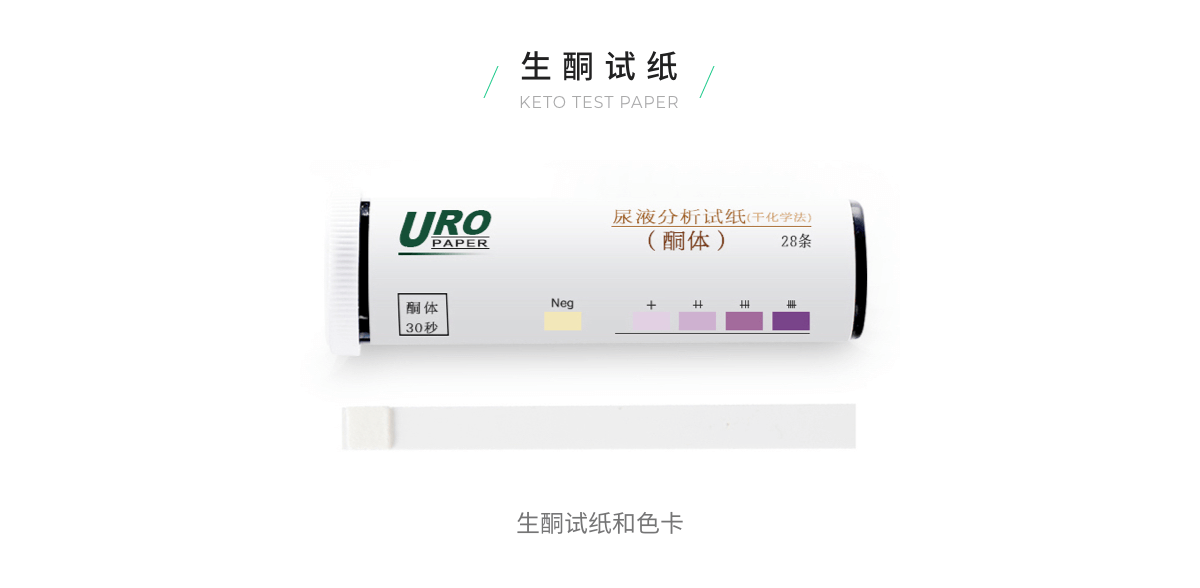 生酮试纸
KETO TEST PAPER
URO
PAPER
尿液分析试纸(干化学法)
(酮体)
28条
酮体
30秒
Neg
+
++
+++
++++
生酮试纸和色卡